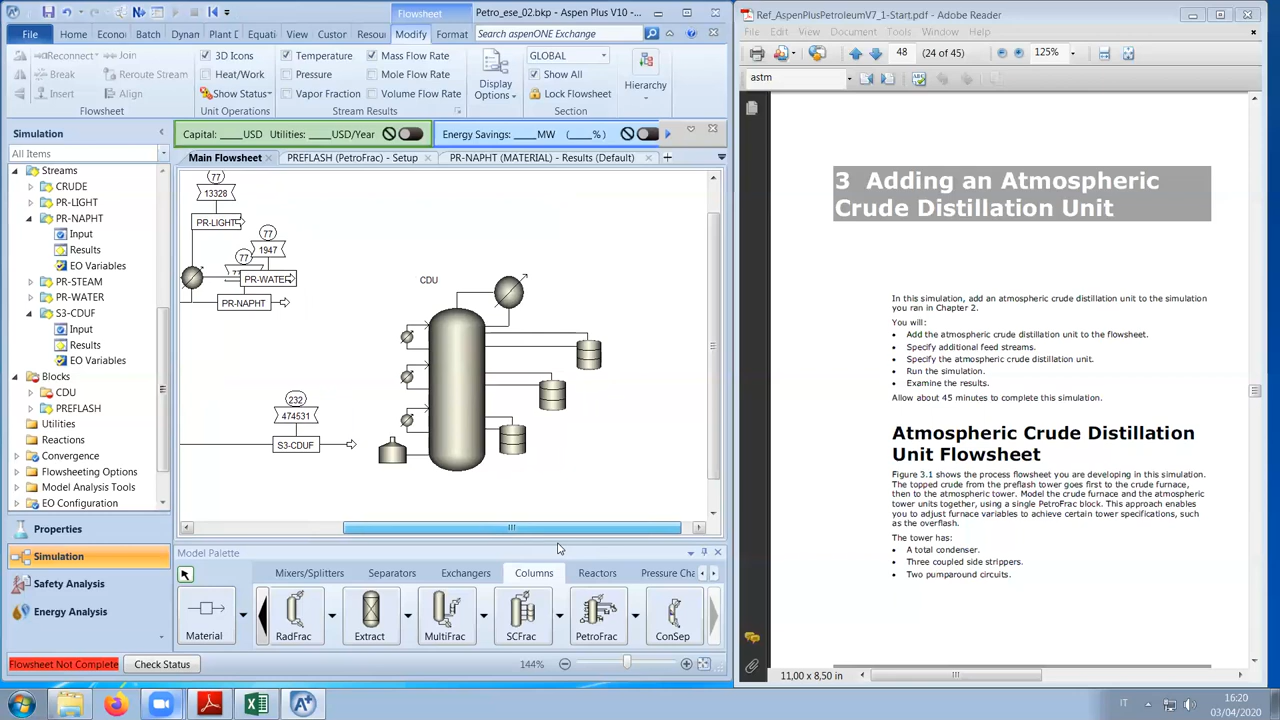 Flowsheet
Petro_ese_02.bkp - Aspen Plus V10 - ...
File
Home
Econo
Batch
Dynan
Plant D
Equati
View
Custor
Resou
Modify
Format
Search aspenONE Exchange
Reconnect
Join
Break
Reroute Stream
Insert
Align
Flowsheet
3D Icons
Heat/Work
Show Status
Unit Operations
Temperature
Mass Flow Rate
Pressure
Mole Flow Rate
Vapor Fraction
Volume Flow Rate
Stream Results
Display
Options
GLOBAL
Show All
Lock Flowsheet
Section
Hierarchy
Simulation
All Items
Streams
CRUDE
PR-LIGHT
PR-NAPHT
Input
Results
EO Variables
PR-STEAM
PR-WATER
S3-CDUF
Input
Results
EO Variables
Blocks
CDU
PREFLASH
Utilities
Reactions
Convergence
Flowsheeting Options
Model Analysis Tools
EO Configuration
Properties
Simulation
Safety Analysis
Energy Analysis
Flowsheet Not Complete
Check Status
Capital: ____USD Utilities: ____USD/Year
Energy Savings: ____MW (____%)
Main Flowsheet
PREFLASH (PetroFrac) - Setup
PR-NAPHT (MATERIAL) - Results (Default)
77
13328
PR-LIGHT
77
1947
77
PR-WATER
PR-NAPHT
CDU
232
474531
S3-CDUF
Model Palette
Mixers/Splitters
Separators
Exchangers
Columns
Reactors
Pressure Cha
Material
RadFrac
Extract
MultiFrac
SCFrac
PetroFrac
ConSep
144%
Ref_AspenPlusPetroleumV7_1-Start.pdf - Adobe Reader
File Edit View Document Tools Window Help
48
(24 of 45)
125%
astm
3 Adding an Atmospheric
Crude Distillation Unit
In this simulation, add an atmospheric crude distillation unit to the simulation
you ran in Chapter 2.
You will:
• Add the atmospheric crude distillation unit to the flowsheet.
• Specify additional feed streams.
• Specify the atmospheric crude distillation unit.
• Run the simulation.
• Examine the results.
Allow about 45 minutes to complete this simulation.
Atmospheric Crude Distillation
Unit Flowsheet
Figure 3.1 shows the process flowsheet you are developing in this simulation.
The topped crude from the preflash tower goes first to the crude furnace,
then to the atmospheric tower. Model the crude furnace and the atmospheric
tower units together, using a single PetroFrac block. This approach enables
you to adjust furnace variables to achieve certain tower specifications, such
as the overflash.
The tower has:
• A total condenser.
• Three coupled side strippers.
• Two pumparound circuits.
11,00 x 8,50 in
IT
16:20
03/04/2020